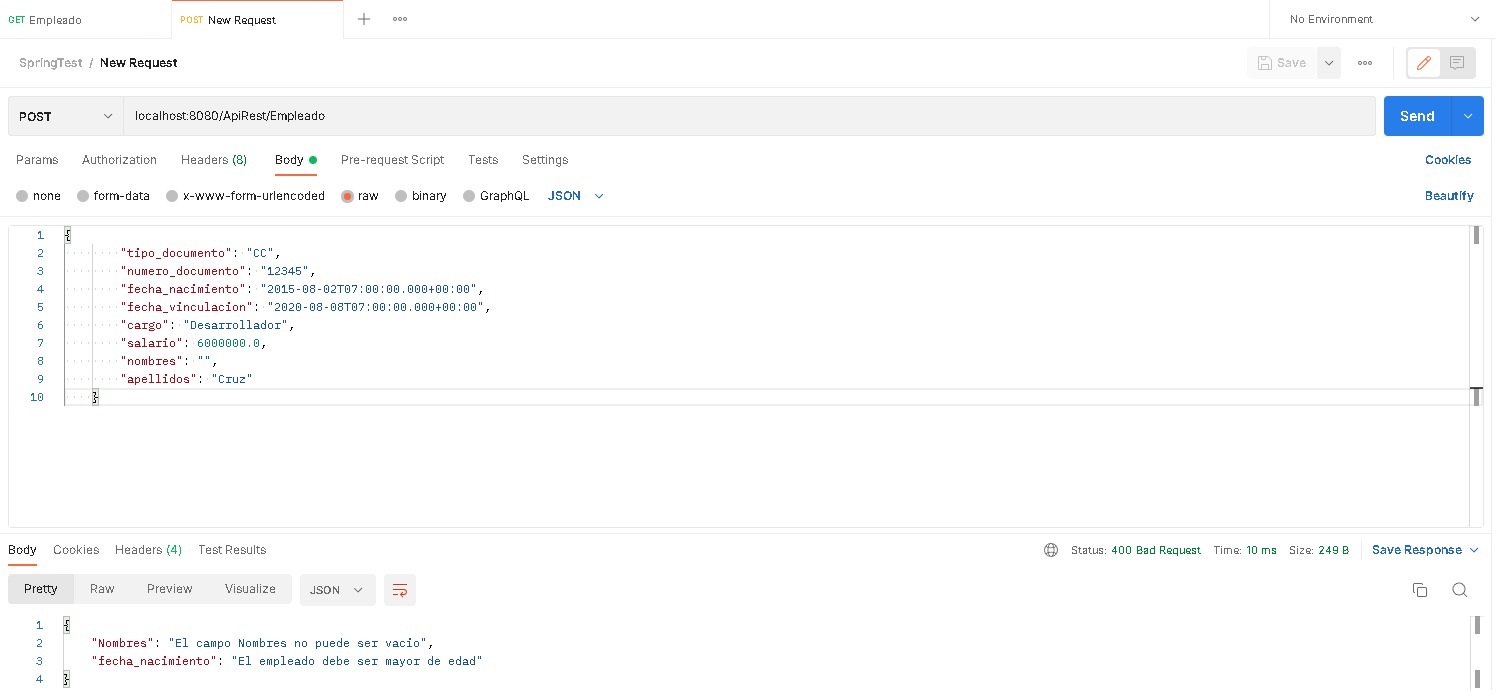 GET Empleado
POST New Request
No Environment
SpringTest / New Request
Save
POST
localhost:8080/ApiRest/Empleado
Send
Params Authorization Headers (8) Body Pre-request Script Tests Settings
Cookies
none form-data x-www-form-urlencoded raw binary GraphQL JSON
Beautify
1 {
2 "tipo_documento": "CC",
3 "numero_documento": "12345",
4 "fecha_nacimiento": "2015-08-02T07:00:00.000+00:00",
5 "fecha_vinculacion": "2020-08-08T07:00:00.000+00:00",
6 "cargo": "Desarrollador",
7 "salario": 6000000.0,
8 "nombres": "",
9 "apellidos": "Cruz"
10 }
Body Cookies Headers (4) Test Results
Status: 400 Bad Request Time: 10 ms Size: 249 B
Save Response
Pretty Raw Preview Visualize JSON
1 {
2 "Nombres": "El campo Nombres no puede ser vacio",
3 "fecha_nacimiento": "El empleado debe ser mayor de edad"
4 }